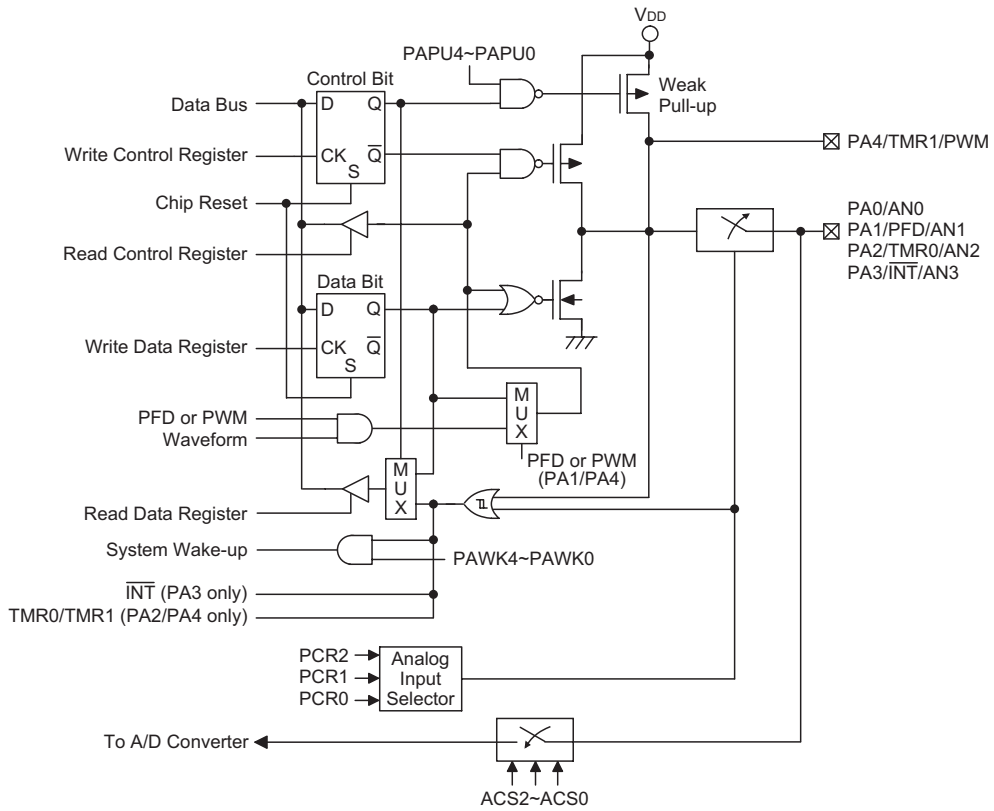 VDD
PAPU4~PAPU0
Control Bit
Weak
Pull-up
Data Bus
D
Q
PA4/TMR1/PWM
Write Control Register
CK
Q̅
S
Chip Reset
PA0/AN0
PA1/PFD/AN1
PA2/TMR0/AN2
PA3/I̅N̅T̅/AN3
Read Control Register
Data Bit
D
Q
Write Data Register
CK
Q̅
S
M
U
X
PFD or PWM
Waveform
PFD or PWM
(PA1/PA4)
M
U
X
Read Data Register
System Wake-up
PAWK4~PAWK0
I̅N̅T̅ (PA3 only)
TMR0/TMR1 (PA2/PA4 only)
PCR2
PCR1
PCR0
Analog
Input
Selector
To A/D Converter
ACS2~ACS0